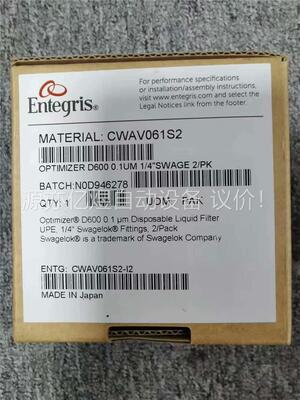 Entegris®
For performance specifications
or installation/assembly instructions,
visit www.entegris.com and select the
Legal Notices link from the footer.
MATERIAL: CWAV061S2
OPTIMIZER D600 0.1UM 1/4"SWAGE 2/PK
BATCH:N0D946278
QTY: 1 UOM: PAK
Optimizer® D600 0.1 µm Disposable Liquid Filter
UPE, 1/4" Swagelok® Fittings, 2/Pack
Swagelok® is a trademark of Swagelok Company
ENTG: CWAV061S2-I2
MADE IN Japan
自动设备 议价!